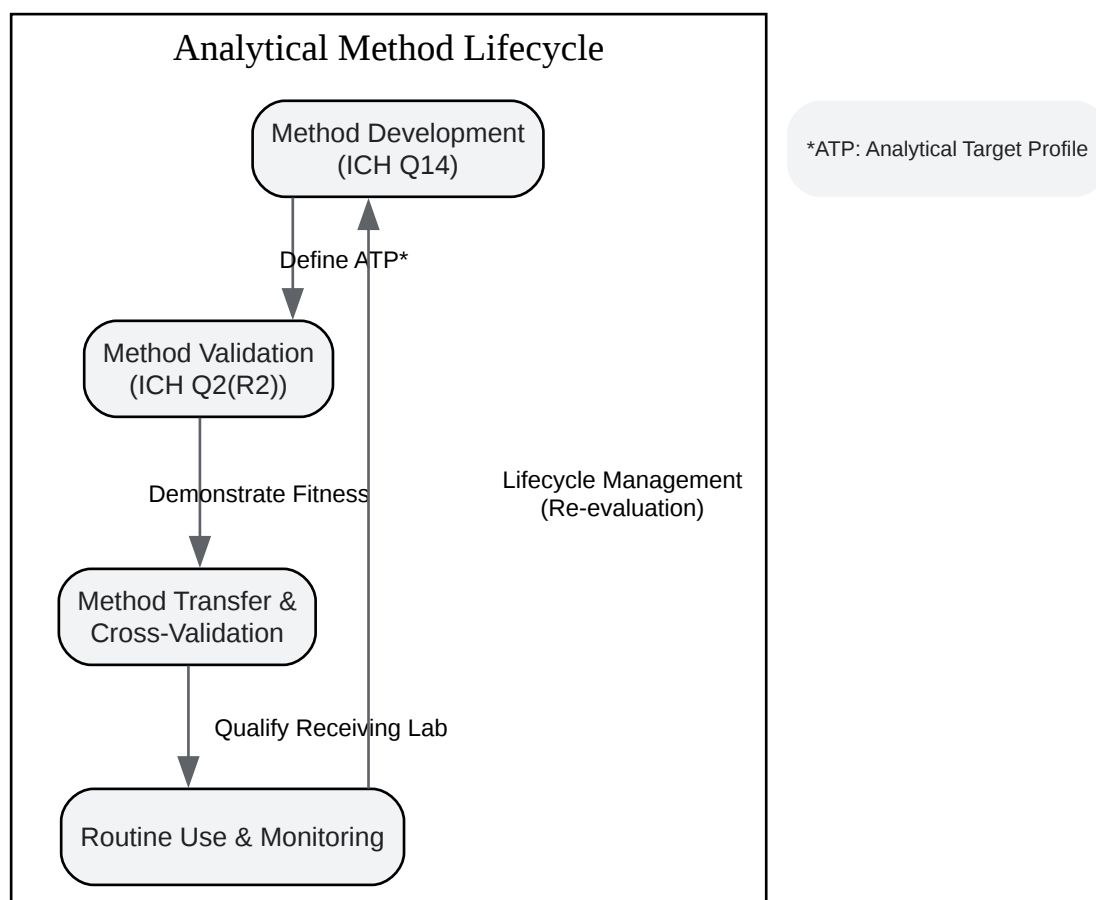 Analytical Method Lifecycle
Method Development
(ICH Q14)
*ATP: Analytical Target Profile
Define ATP*
Method Validation
(ICH Q2(R2))
Demonstrate Fitness
Lifecycle Management
(Re-evaluation)
Method Transfer &
Cross-Validation
Qualify Receiving Lab
Routine Use & Monitoring